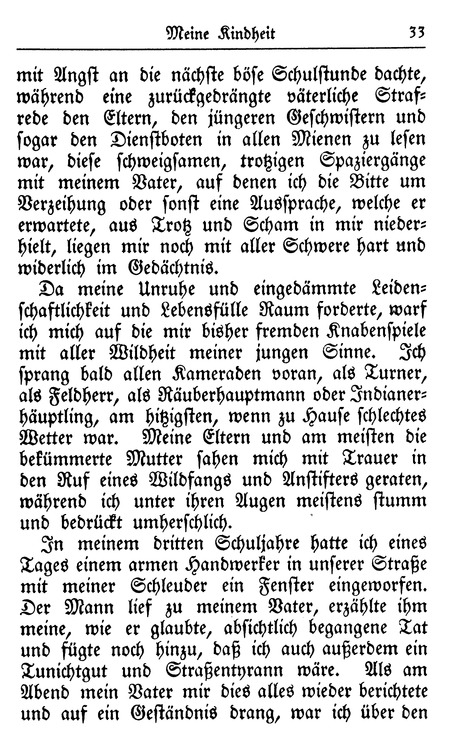 Meine Kindheit 33
mit Angst an die nächste böse Schulstunde dachte,
während eine zurückgedrängte väterliche Straf-
rede den Eltern, den jüngeren Geschwistern und
sogar den Dienstboten in allen Mienen zu lesen
war, diese schweigsamen, trotzigen Spaziergänge
mit meinem Vater, auf denen ich die Bitte um
Verzeihung oder sonst eine Aussprache, welche er
erwartete, aus Trotz und Scham in mir nieder-
hielt, liegen mir noch mit aller Schwere hart und
widerlich im Gedächtnis.
Da meine Unruhe und eingedämmte Leiden-
schaftlichkeit und Lebensfülle Raum forderte, warf
ich mich auf die mir bisher fremden Knabenspiele
mit aller Wildheit meiner jungen Sinne. Ich
sprang bald allen Kameraden voran, als Turner,
als Feldherr, als Räuberhauptmann oder Indianer-
häuptling, am hitzigsten, wenn zu Hause schlechtes
Wetter war. Meine Eltern und am meisten die
bekümmerte Mutter sahen mich mit Trauer in
den Ruf eines Wildfangs und Anstifters geraten,
während ich unter ihren Augen meistens stumm
und bedrückt umherschlich.
In meinem dritten Schuljahre hatte ich eines
Tages einem armen Handwerker in unserer Straße
mit meiner Schleuder ein Fenster eingeworfen.
Der Mann lief zu meinem Vater, erzählte ihm
meine, wie er glaubte, absichtlich begangene Tat
und fügte noch hinzu, daß ich auch außerdem ein
Tunichtgut und Straßentyrann wäre. Als am
Abend mein Vater mir dies alles wieder berichtete
und auf ein Geständnis drang, war ich über den